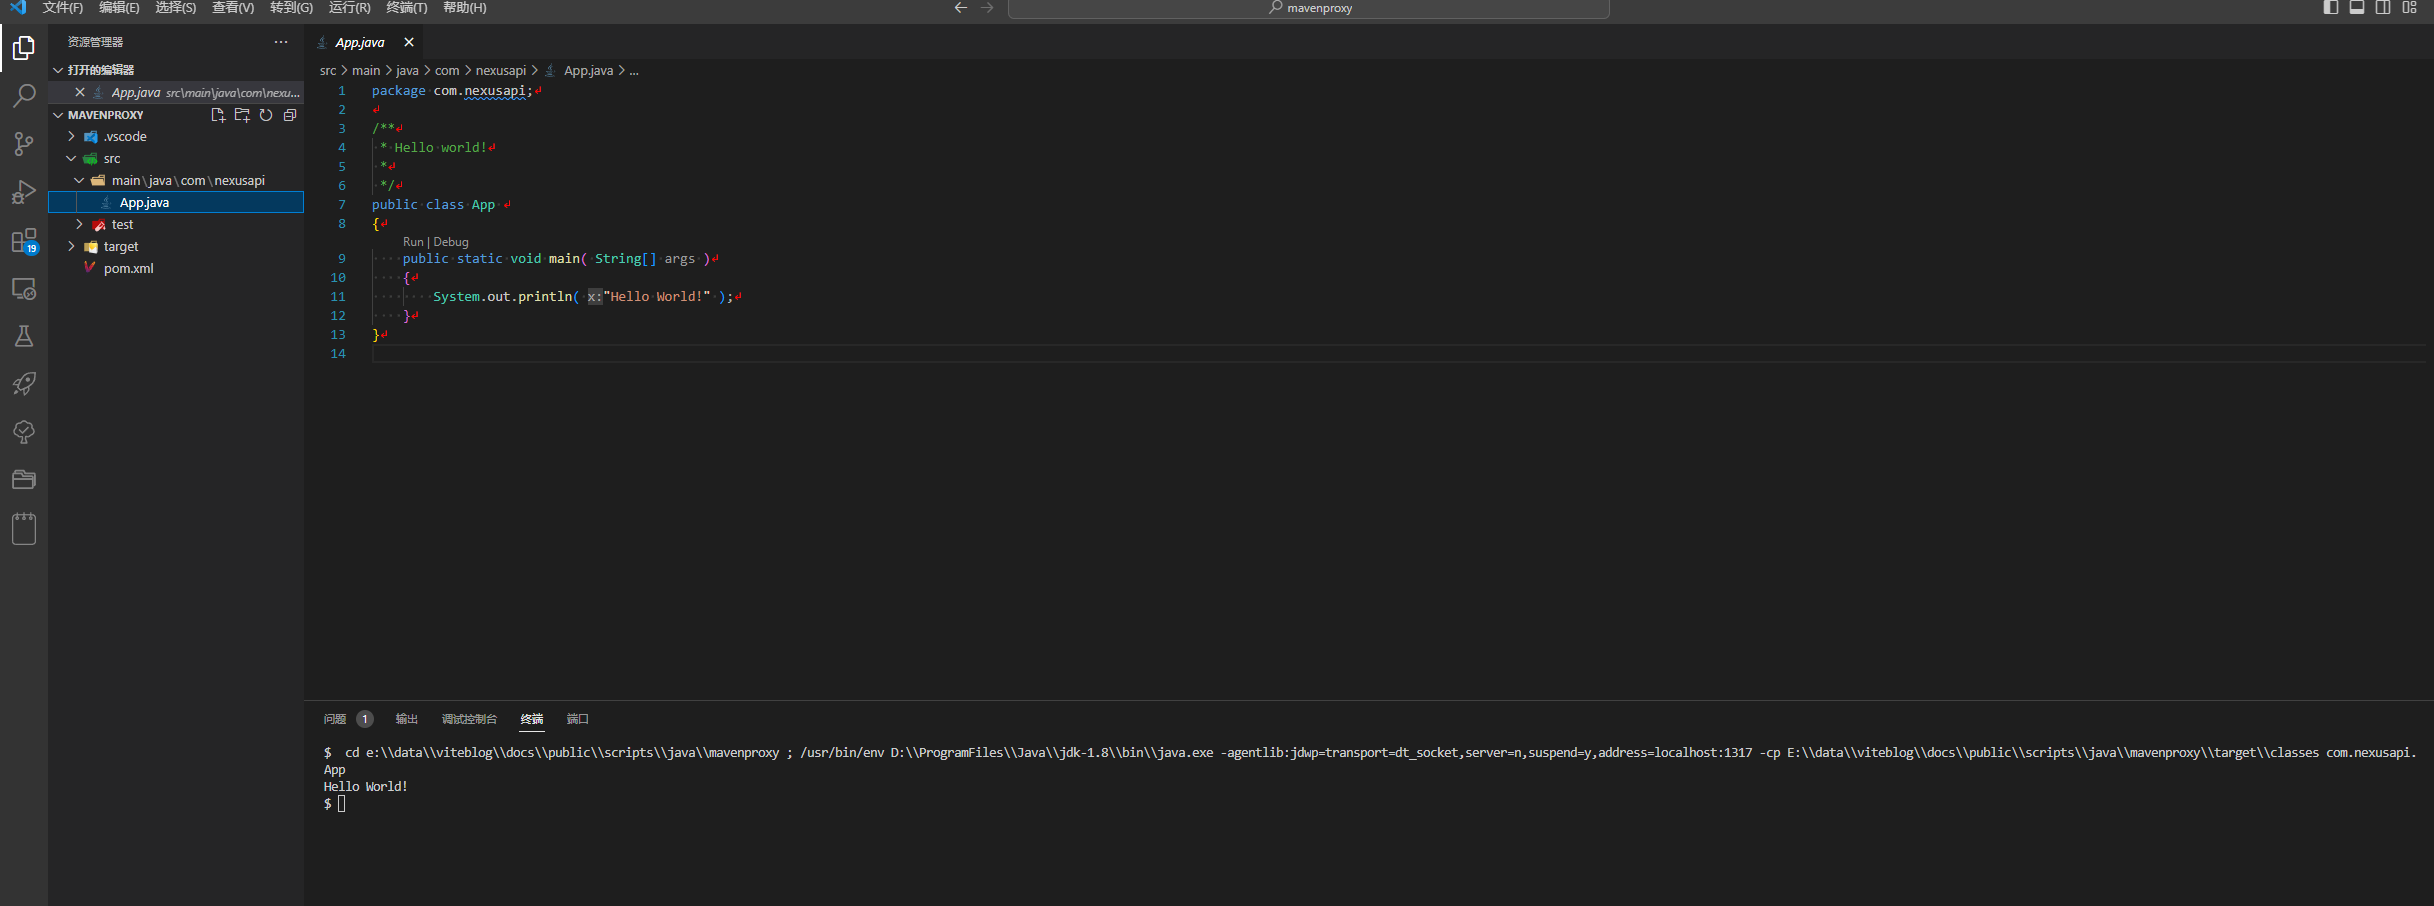 文件(F) 编辑(E) 选择(S) 查看(V) 转到(G) 运行(R) 终端(T) 帮助(H) mavenproxy
资源管理器
打开的编辑器
App.java src\main\java\com\nexu...
MAVENPROXY
.vscode
src
main\java\com\nexusapi
App.java
test
target
pom.xml
19
App.java
src > main > java > com > nexusapi > App.java > ...
1 package com.nexusapi;
2
3 /**
4 * Hello world!
5 *
6 */
7 public class App
8 {
Run | Debug
9 public static void main( String[] args )
10 {
11 System.out.println( x:"Hello World!" );
12 }
13 }
14
问题 1 输出 调试控制台 终端 端口
$ cd e:\\data\\viteblog\\docs\\public\\scripts\\java\\mavenproxy ; /usr/bin/env D:\\ProgramFiles\\Java\\jdk-1.8\\bin\\java.exe -agentlib:jdwp=transport=dt_socket,server=n,suspend=y,address=localhost:1317 -cp E:\\data\\viteblog\\docs\\public\\scripts\\java\\mavenproxy\\target\\classes com.nexusapi.
App
Hello World!
$